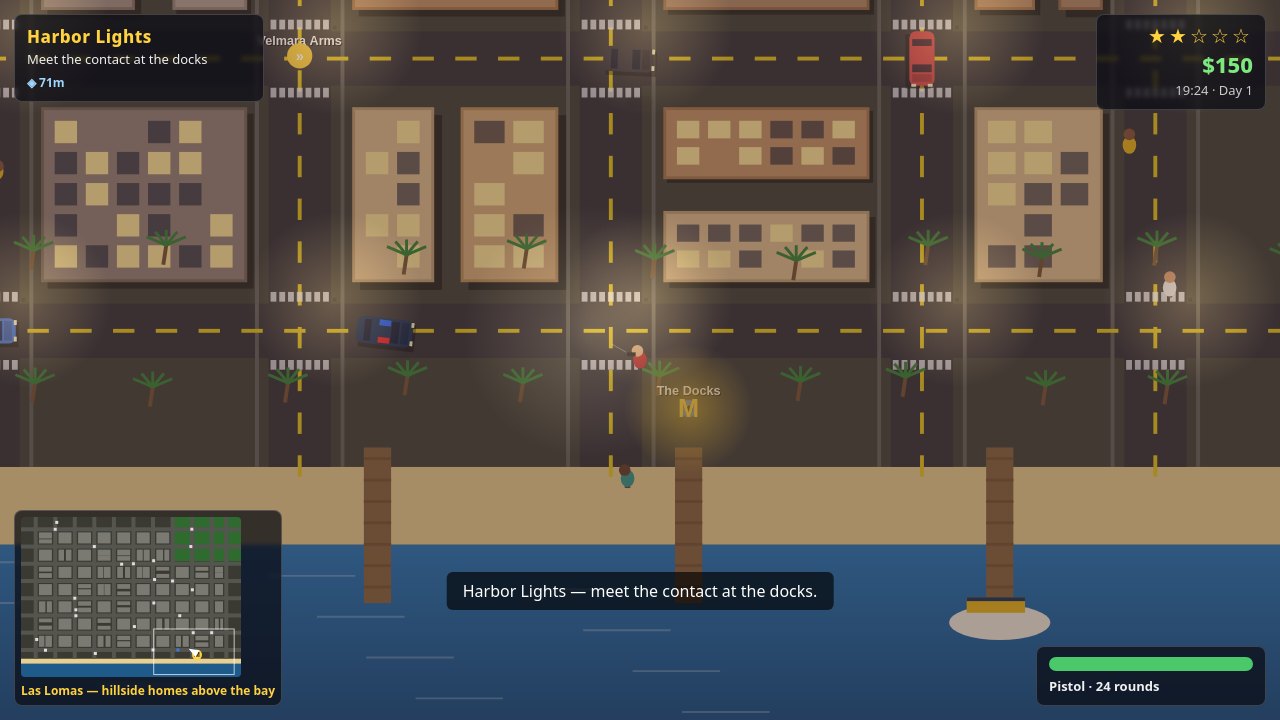 Harbor Lights
Meet the contact at the docks
◈ 71m
Velmara Arms
»
★★☆☆☆
$150
19:24 · Day 1
The Docks
M
Harbor Lights — meet the contact at the docks.
Las Lomas — hillside homes above the bay
Pistol · 24 rounds